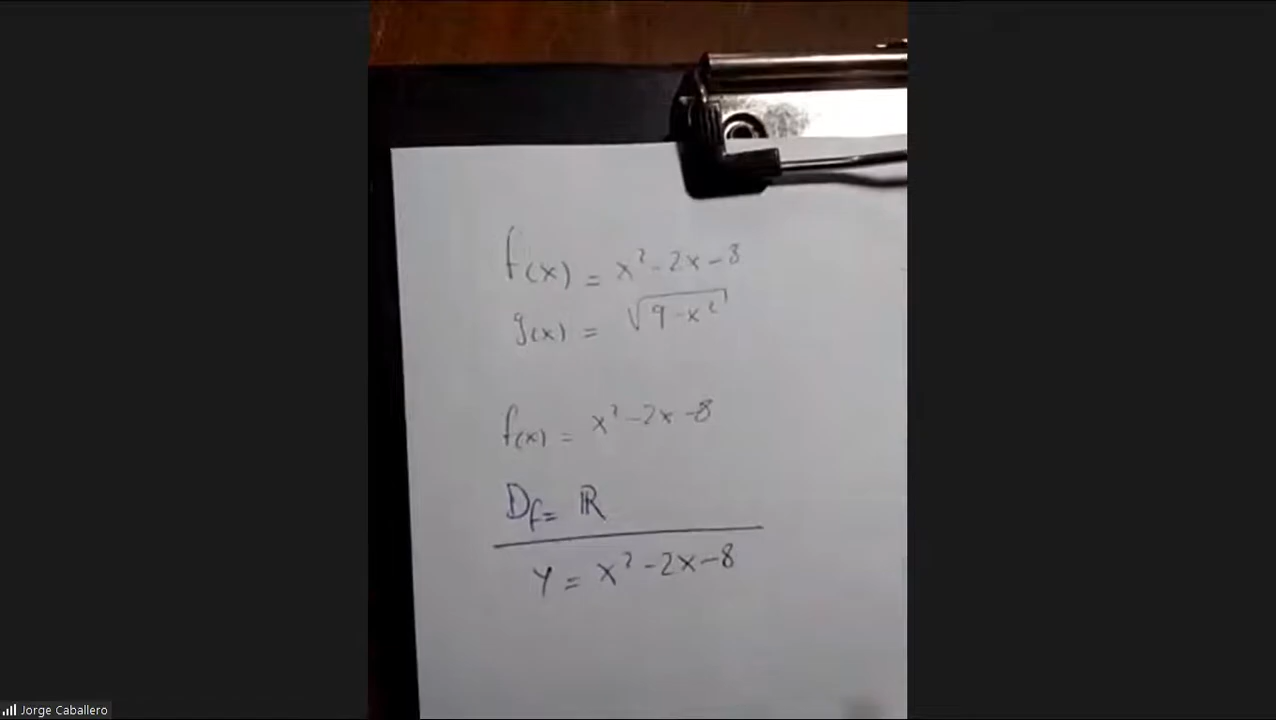 f(x) = x² - 2x - 8
g(x) = √(9 - x²)
f(x) = x² - 2x - 8
Df = ℝ
y = x² - 2x - 8
Jorge Caballero